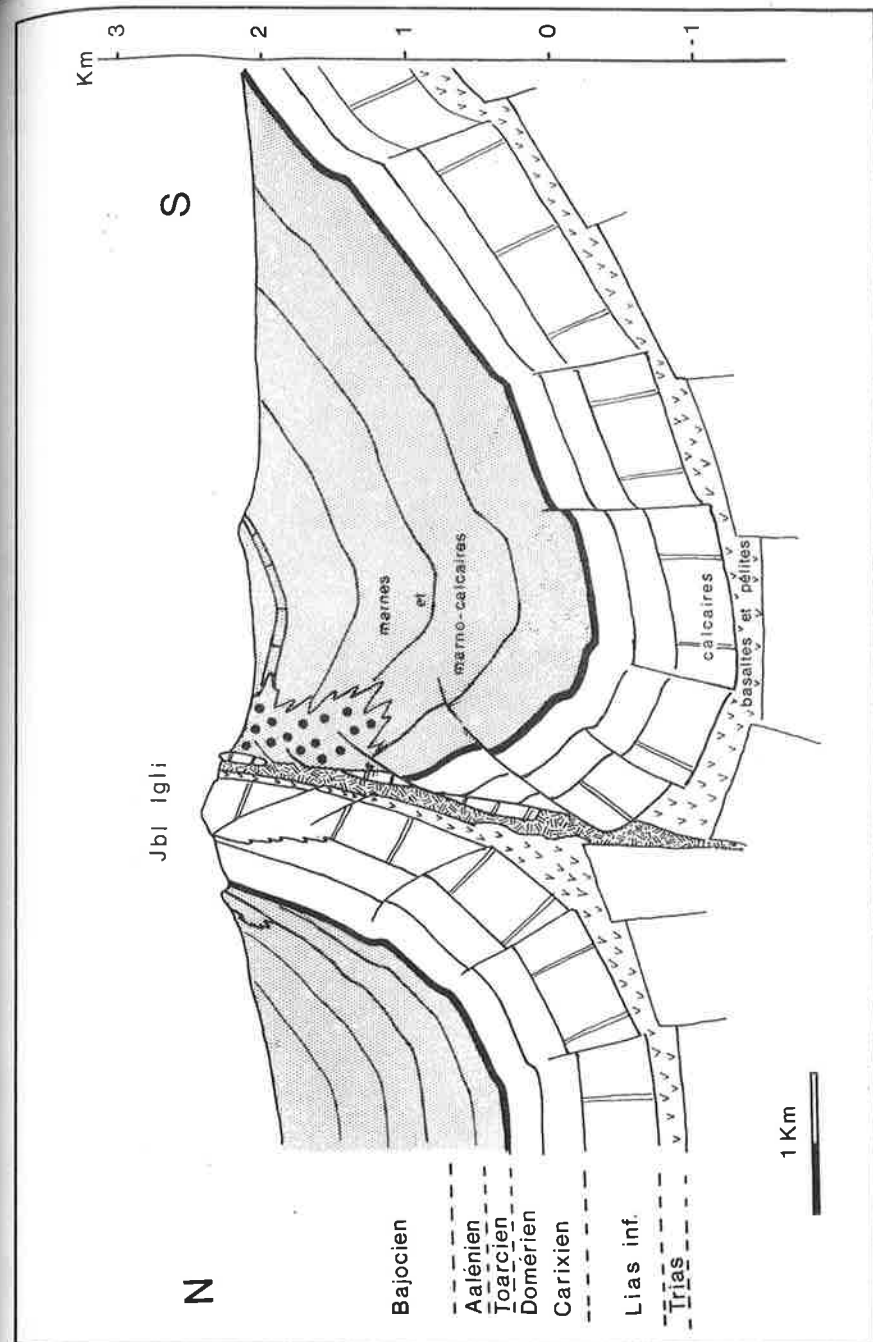 Km
3
2
1
0
-1
N
S
Jbl Igli
marnes
et
marno-calcaires
calcaires
basaltes et pélites
Bajocien
Aalénien
Toarcien
Domérien
Carixien
Lias inf.
Trias
1 Km